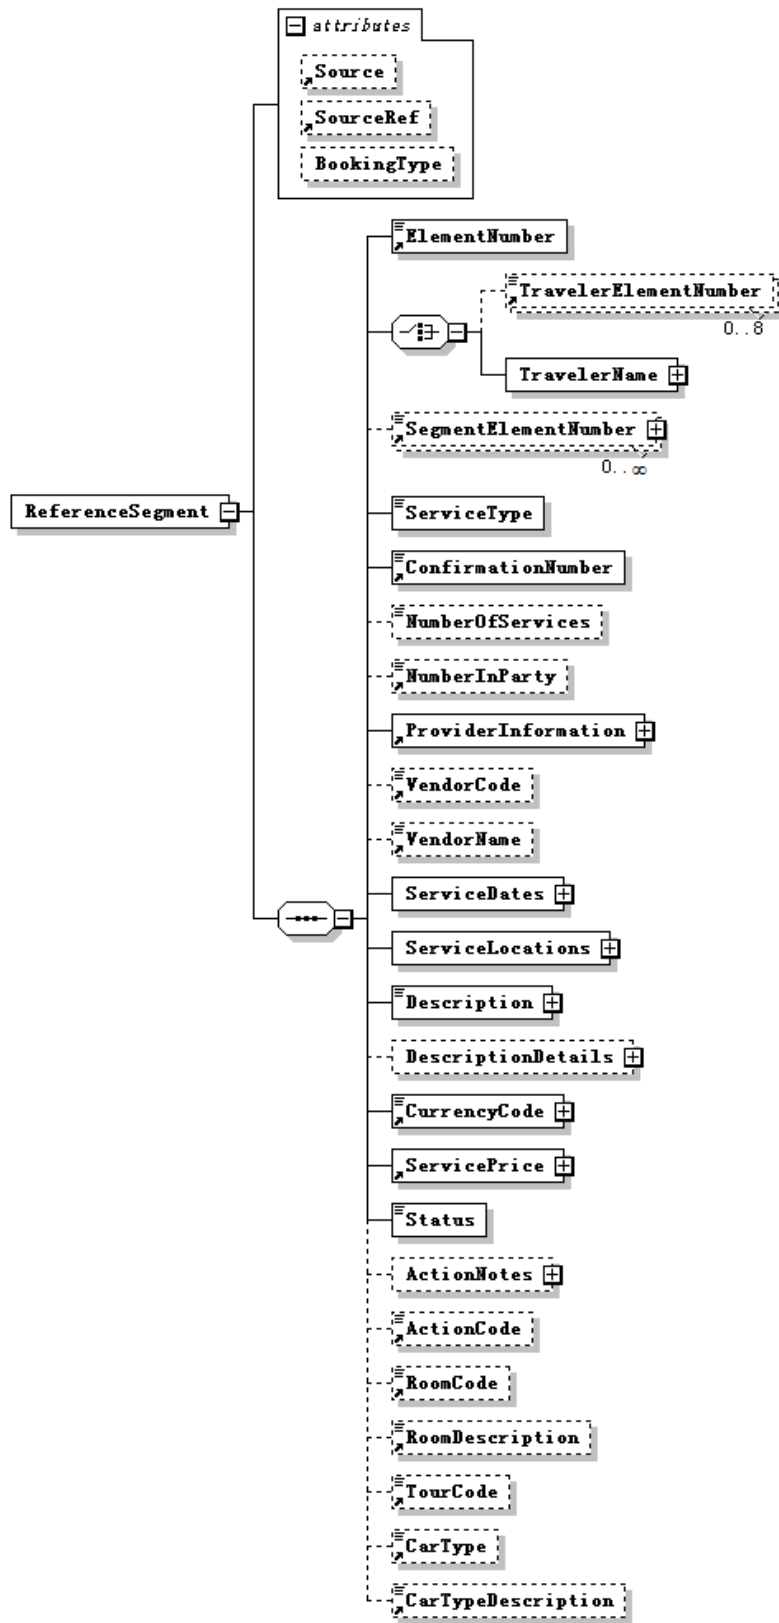 attributes
Source
SourceRef
BookingType
ElementNumber
TravelerElementNumber
0..8
TravelerName
SegmentElementNumber
0..∞
ReferenceSegment
ServiceType
ConfirmationNumber
NumberOfServices
NumberInParty
ProviderInformation
VendorCode
VendorName
ServiceDates
ServiceLocations
Description
DescriptionDetails
CurrencyCode
ServicePrice
Status
ActionNotes
ActionCode
RoomCode
RoomDescription
TourCode
CarType
CarTypeDescription